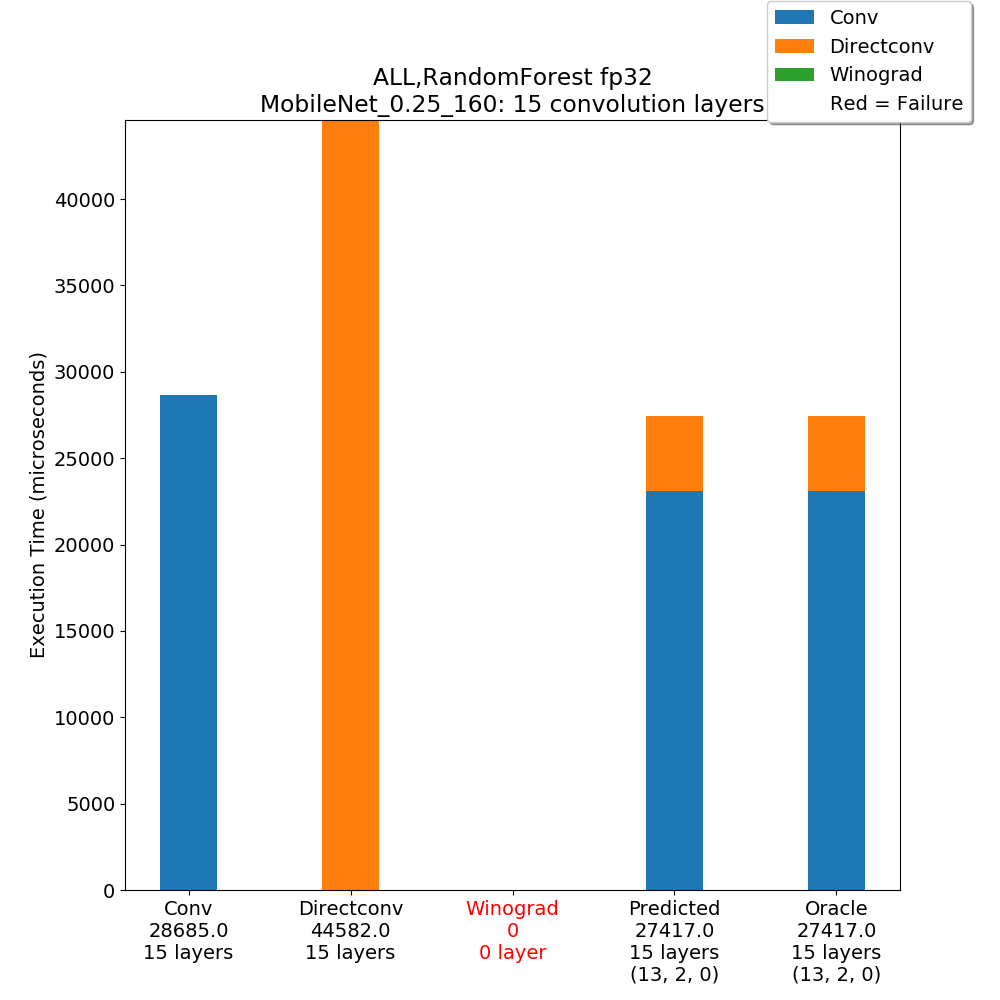 Conv
Directconv
Winograd
Red = Failure
ALL,RandomForest fp32
MobileNet_0.25_160: 15 convolution layers
Execution Time (microseconds)
40000
35000
30000
25000
20000
15000
10000
5000
0
Conv
28685.0
15 layers
Directconv
44582.0
15 layers
Winograd
0
0 layer
Predicted
27417.0
15 layers
(13, 2, 0)
Oracle
27417.0
15 layers
(13, 2, 0)